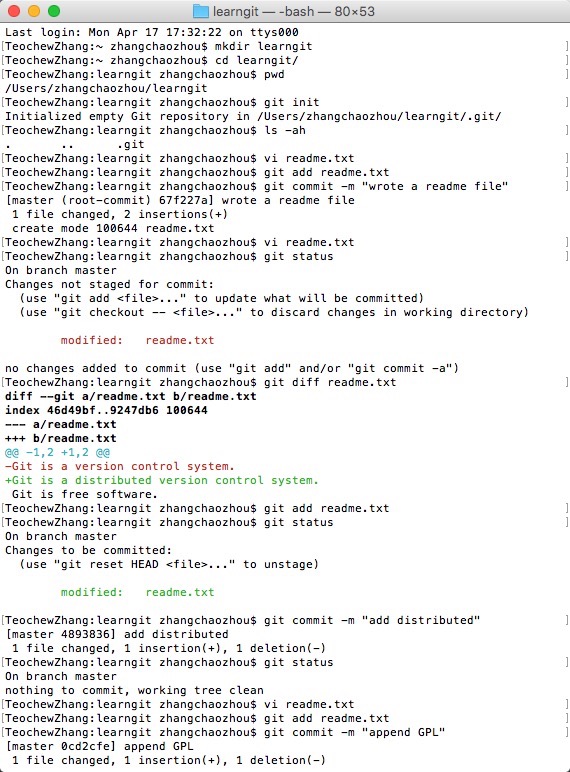 learngit — -bash — 80×53
Last login: Mon Apr 17 17:32:22 on ttys000
[TeochewZhang:~ zhangchaozhou$ mkdir learngit ]
[TeochewZhang:~ zhangchaozhou$ cd learngit/ ]
[TeochewZhang:learngit zhangchaozhou$ pwd ]
/Users/zhangchaozhou/learngit
[TeochewZhang:learngit zhangchaozhou$ git init ]
Initialized empty Git repository in /Users/zhangchaozhou/learngit/.git/
[TeochewZhang:learngit zhangchaozhou$ ls -ah ]
. .. .git
[TeochewZhang:learngit zhangchaozhou$ vi readme.txt ]
[TeochewZhang:learngit zhangchaozhou$ git add readme.txt ]
[TeochewZhang:learngit zhangchaozhou$ git commit -m "wrote a readme file" ]
[master (root-commit) 67f227a] wrote a readme file
 1 file changed, 2 insertions(+)
 create mode 100644 readme.txt
[TeochewZhang:learngit zhangchaozhou$ vi readme.txt ]
[TeochewZhang:learngit zhangchaozhou$ git status ]
On branch master
Changes not staged for commit:
  (use "git add <file>..." to update what will be committed)
  (use "git checkout -- <file>..." to discard changes in working directory)
        modified:   readme.txt
no changes added to commit (use "git add" and/or "git commit -a")
[TeochewZhang:learngit zhangchaozhou$ git diff readme.txt ]
diff --git a/readme.txt b/readme.txt
index 46d49bf..9247db6 100644
--- a/readme.txt
+++ b/readme.txt
@@ -1,2 +1,2 @@
-Git is a version control system.
+Git is a distributed version control system.
 Git is free software.
[TeochewZhang:learngit zhangchaozhou$ git add readme.txt ]
[TeochewZhang:learngit zhangchaozhou$ git status ]
On branch master
Changes to be committed:
  (use "git reset HEAD <file>..." to unstage)
        modified:   readme.txt
[TeochewZhang:learngit zhangchaozhou$ git commit -m "add distributed" ]
[master 4893836] add distributed
 1 file changed, 1 insertion(+), 1 deletion(-)
[TeochewZhang:learngit zhangchaozhou$ git status ]
On branch master
nothing to commit, working tree clean
[TeochewZhang:learngit zhangchaozhou$ vi readme.txt ]
[TeochewZhang:learngit zhangchaozhou$ git add readme.txt ]
[TeochewZhang:learngit zhangchaozhou$ git commit -m "append GPL" ]
[master 0cd2cfe] append GPL
 1 file changed, 1 insertion(+), 1 deletion(-)